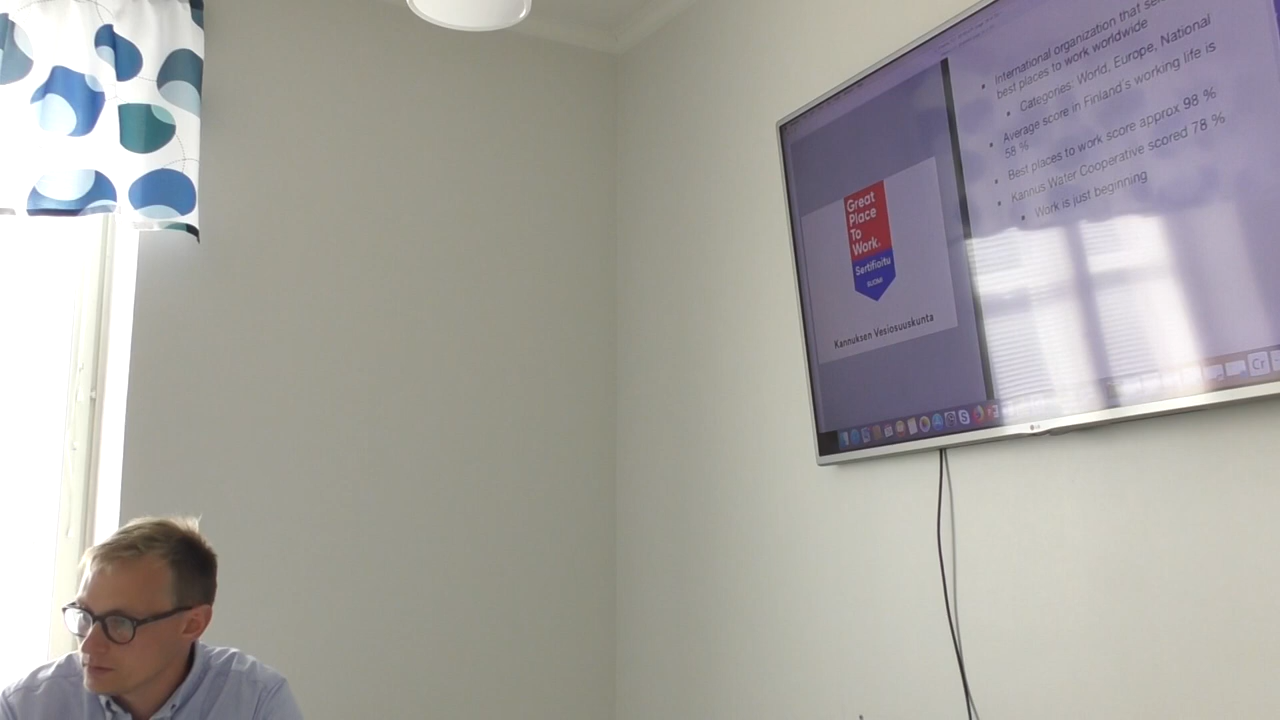 Great
Place
To
Work.
Sertifioitu
SUOMI
Kannuksen Vesiosuuskunta
• International organization that
best places to work worldwide
• Categories: World, Europe, National
• Average score in Finland's working life is
58 %
• Best places to work score approx 98 %
• Kannus Water Cooperative scored 78 %
• Work is just beginning
LG